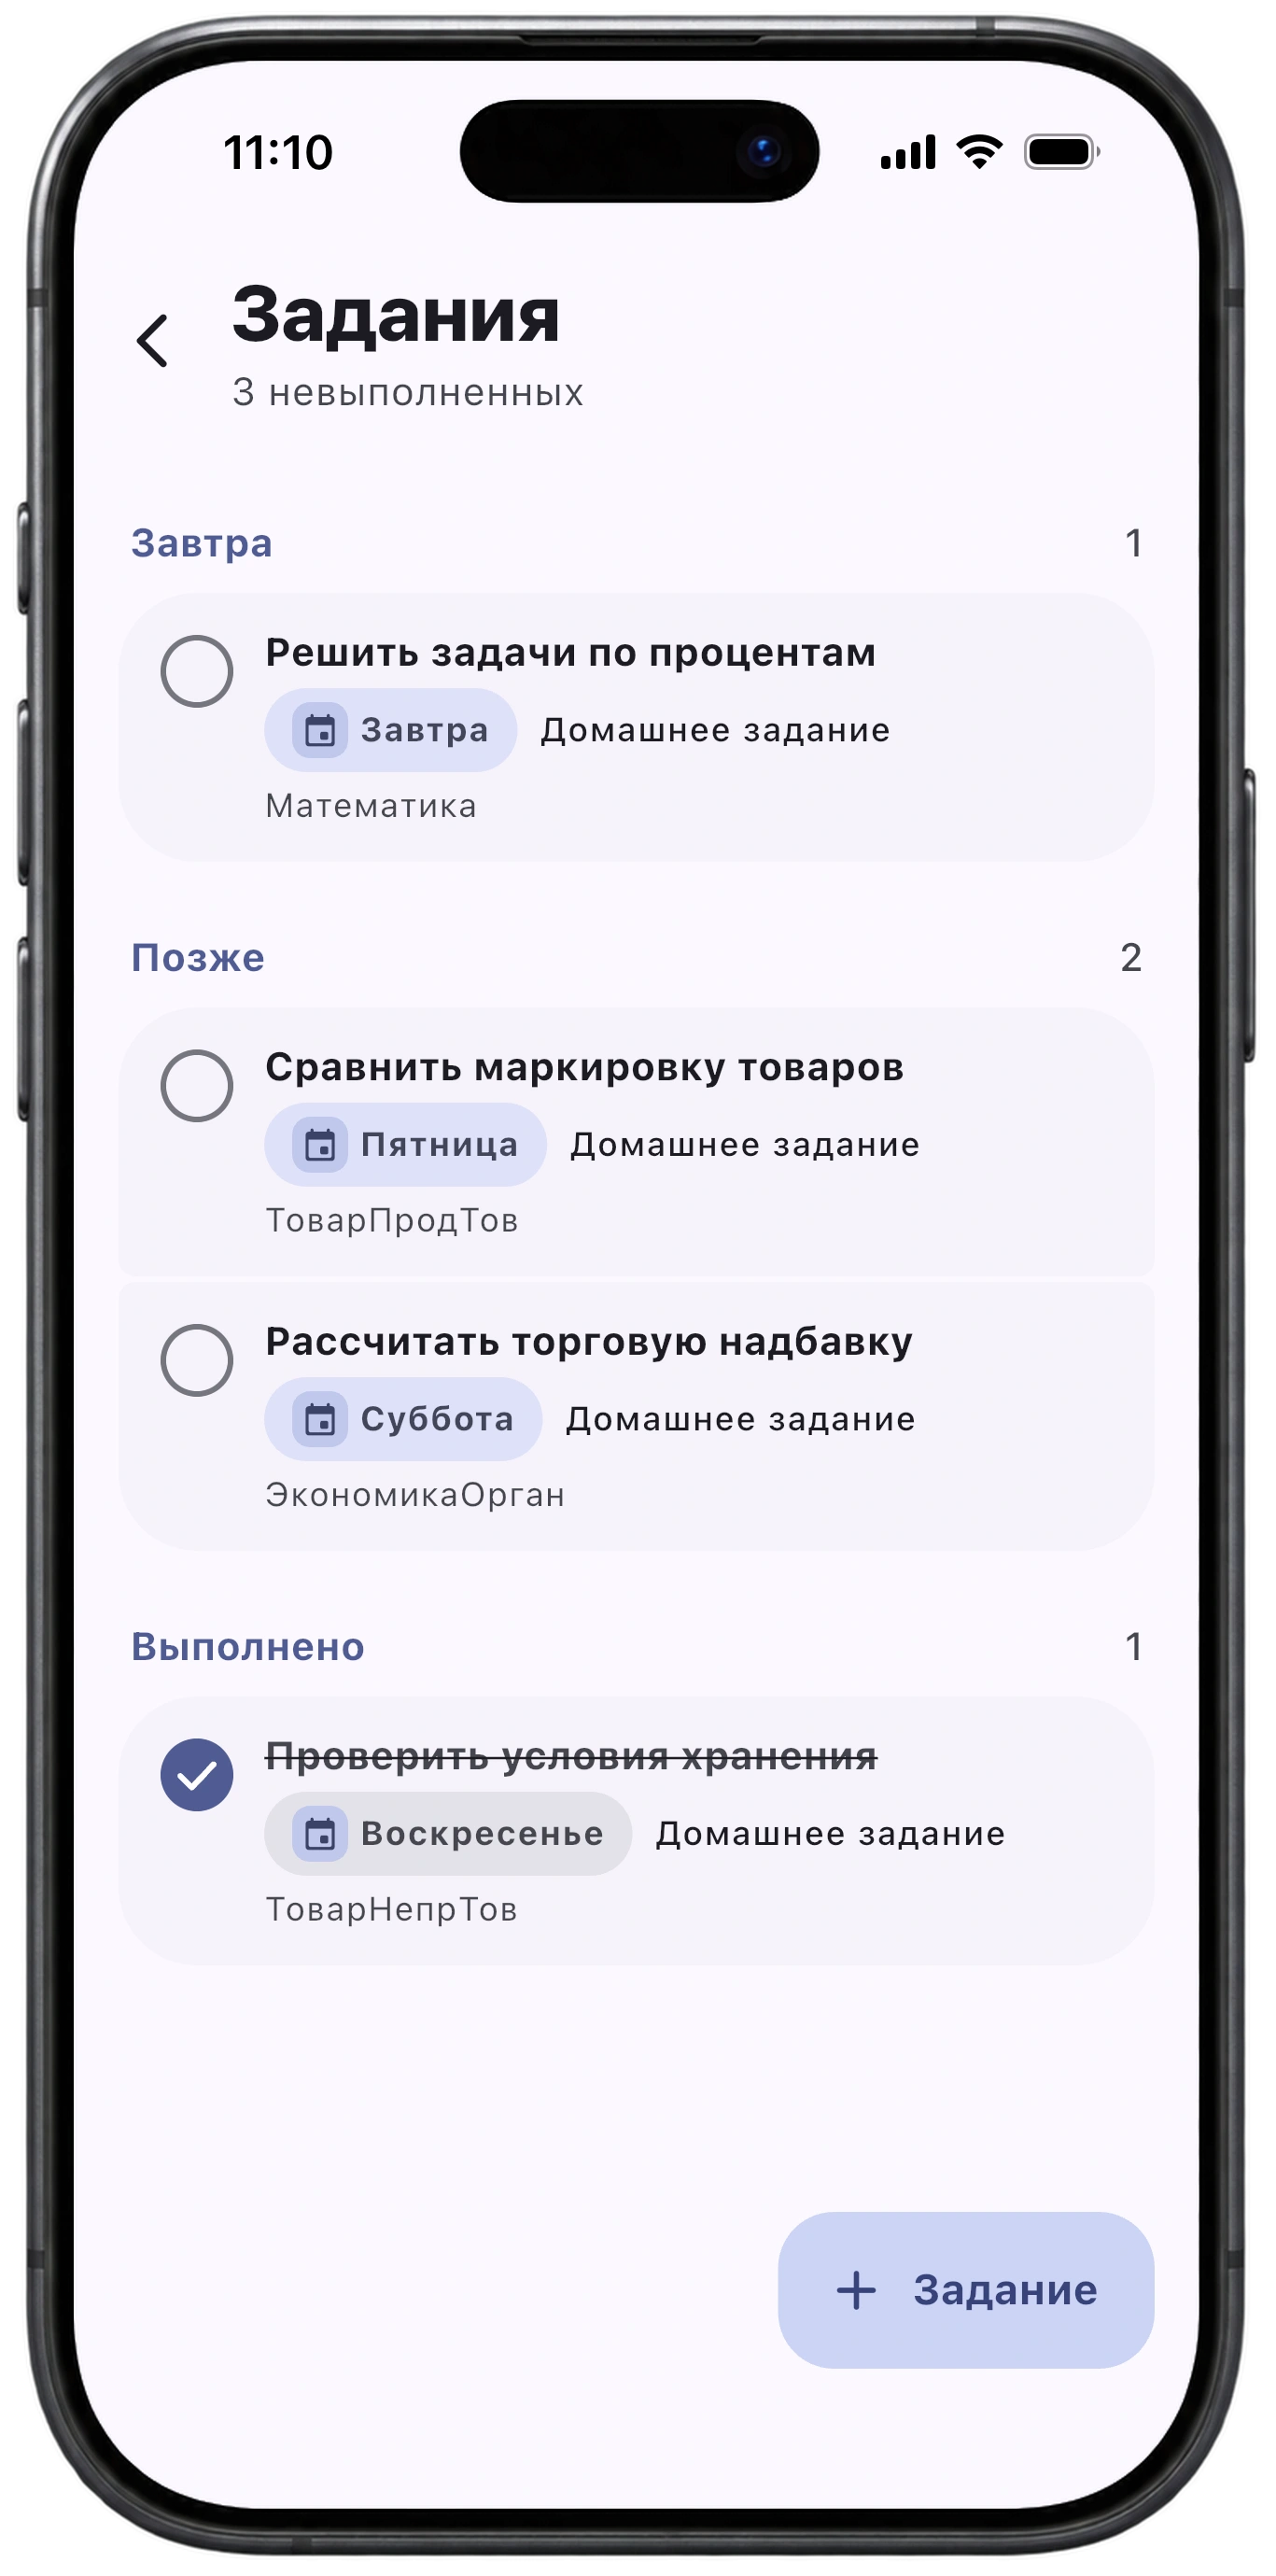 11:10
Задания
3 невыполненных
Завтра 1
Решить задачи по процентам
Завтра Домашнее задание
Математика
Позже 2
Сравнить маркировку товаров
Пятница Домашнее задание
ТоварПродТов
Рассчитать торговую надбавку
Суббота Домашнее задание
ЭкономикаОрган
Выполнено 1
Проверить условия хранения
Воскресенье Домашнее задание
ТоварНепрТов
+ Задание